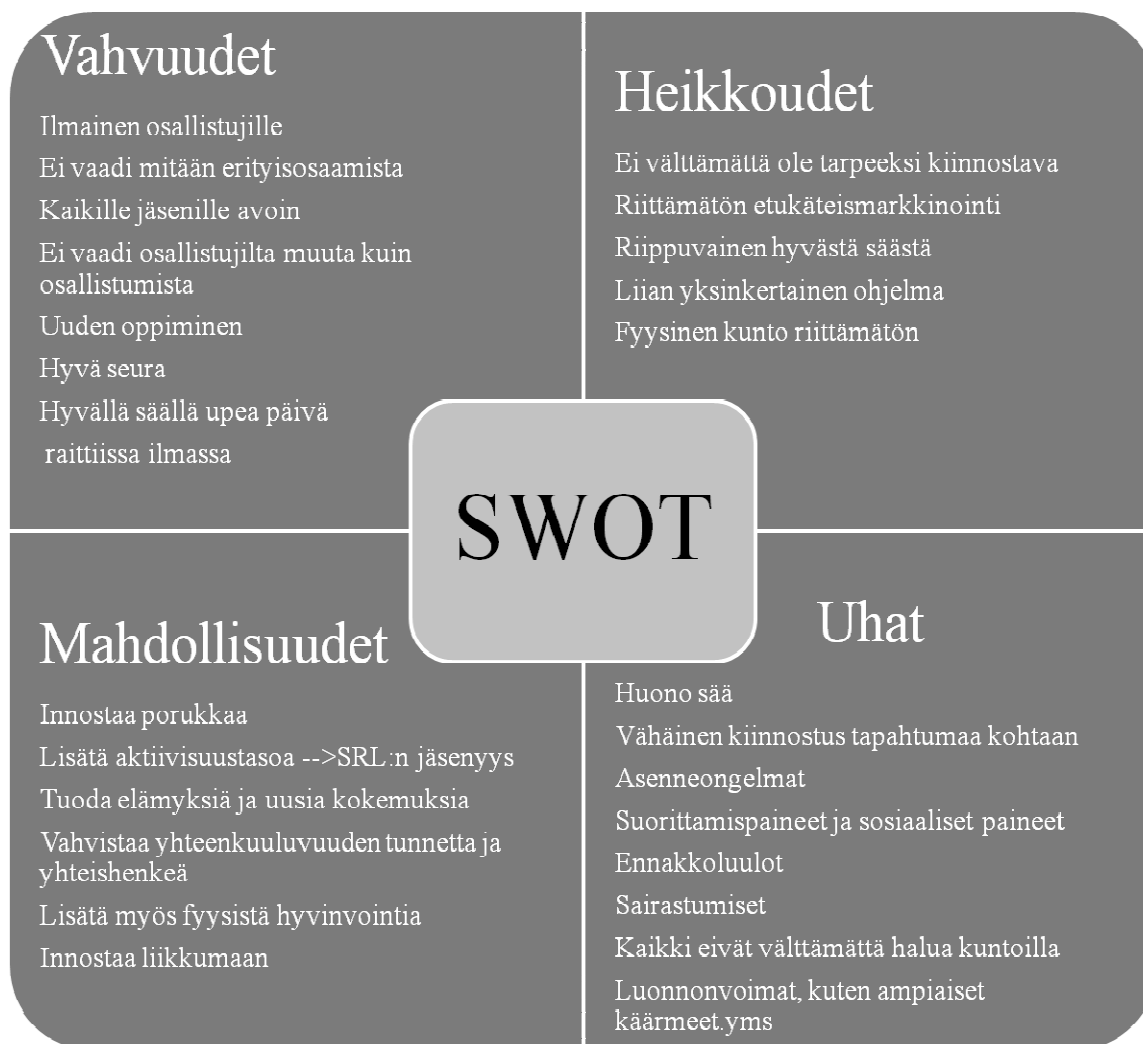 Vahvuudet
Ilmainen osallistujille
Ei vaadi mitään erityisosaamista
Kaikille jäsenille avoin
Ei vaadi osallistujilta muuta kuin
osallistumista
Uuden oppiminen
Hyvä seura
Hyvällä säällä upea päivä
raittiissa ilmassa
Heikkoudet
Ei välttämättä ole tarpeeksi kiinnostava
Riittämätön etukäteismarkkinointi
Riippuvainen hyvästä säästä
Liian yksinkertainen ohjelma
Fyysinen kunto riittämätön
SWOT
Mahdollisuudet
Innostaa porukkaa
Lisätä aktiivisuustasoa -->SRL:n jäsenyys
Tuoda elämyksiä ja uusia kokemuksia
Vahvistaa yhteenkuuluvuuden tunnetta ja
yhteishenkeä
Lisätä myös fyysistä hyvinvointia
Innostaa liikkumaan
Uhat
Huono sää
Vähäinen kiinnostus tapahtumaa kohtaan
Asenneongelmat
Suorittamispaineet ja sosiaaliset paineet
Ennakkoluulot
Sairastumiset
Kaikki eivät välttämättä halua kuntoilla
Luonnonvoimat, kuten ampiaiset
käärmeet.yms